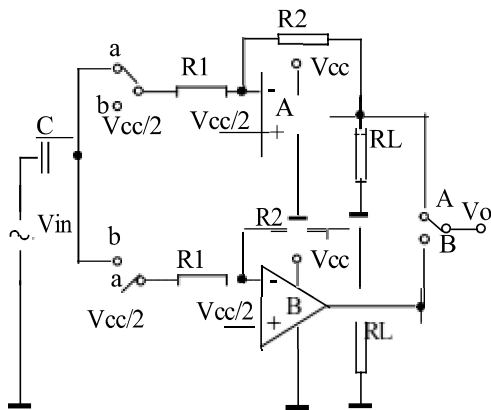 R2
a
R1
Vcc
b
-
A
Vcc/2
Vcc/2
+
C
RL
A
Vo
Vin
~
R2
B
b
R1
Vcc
a
-
B
Vcc/2
Vcc/2
+
RL